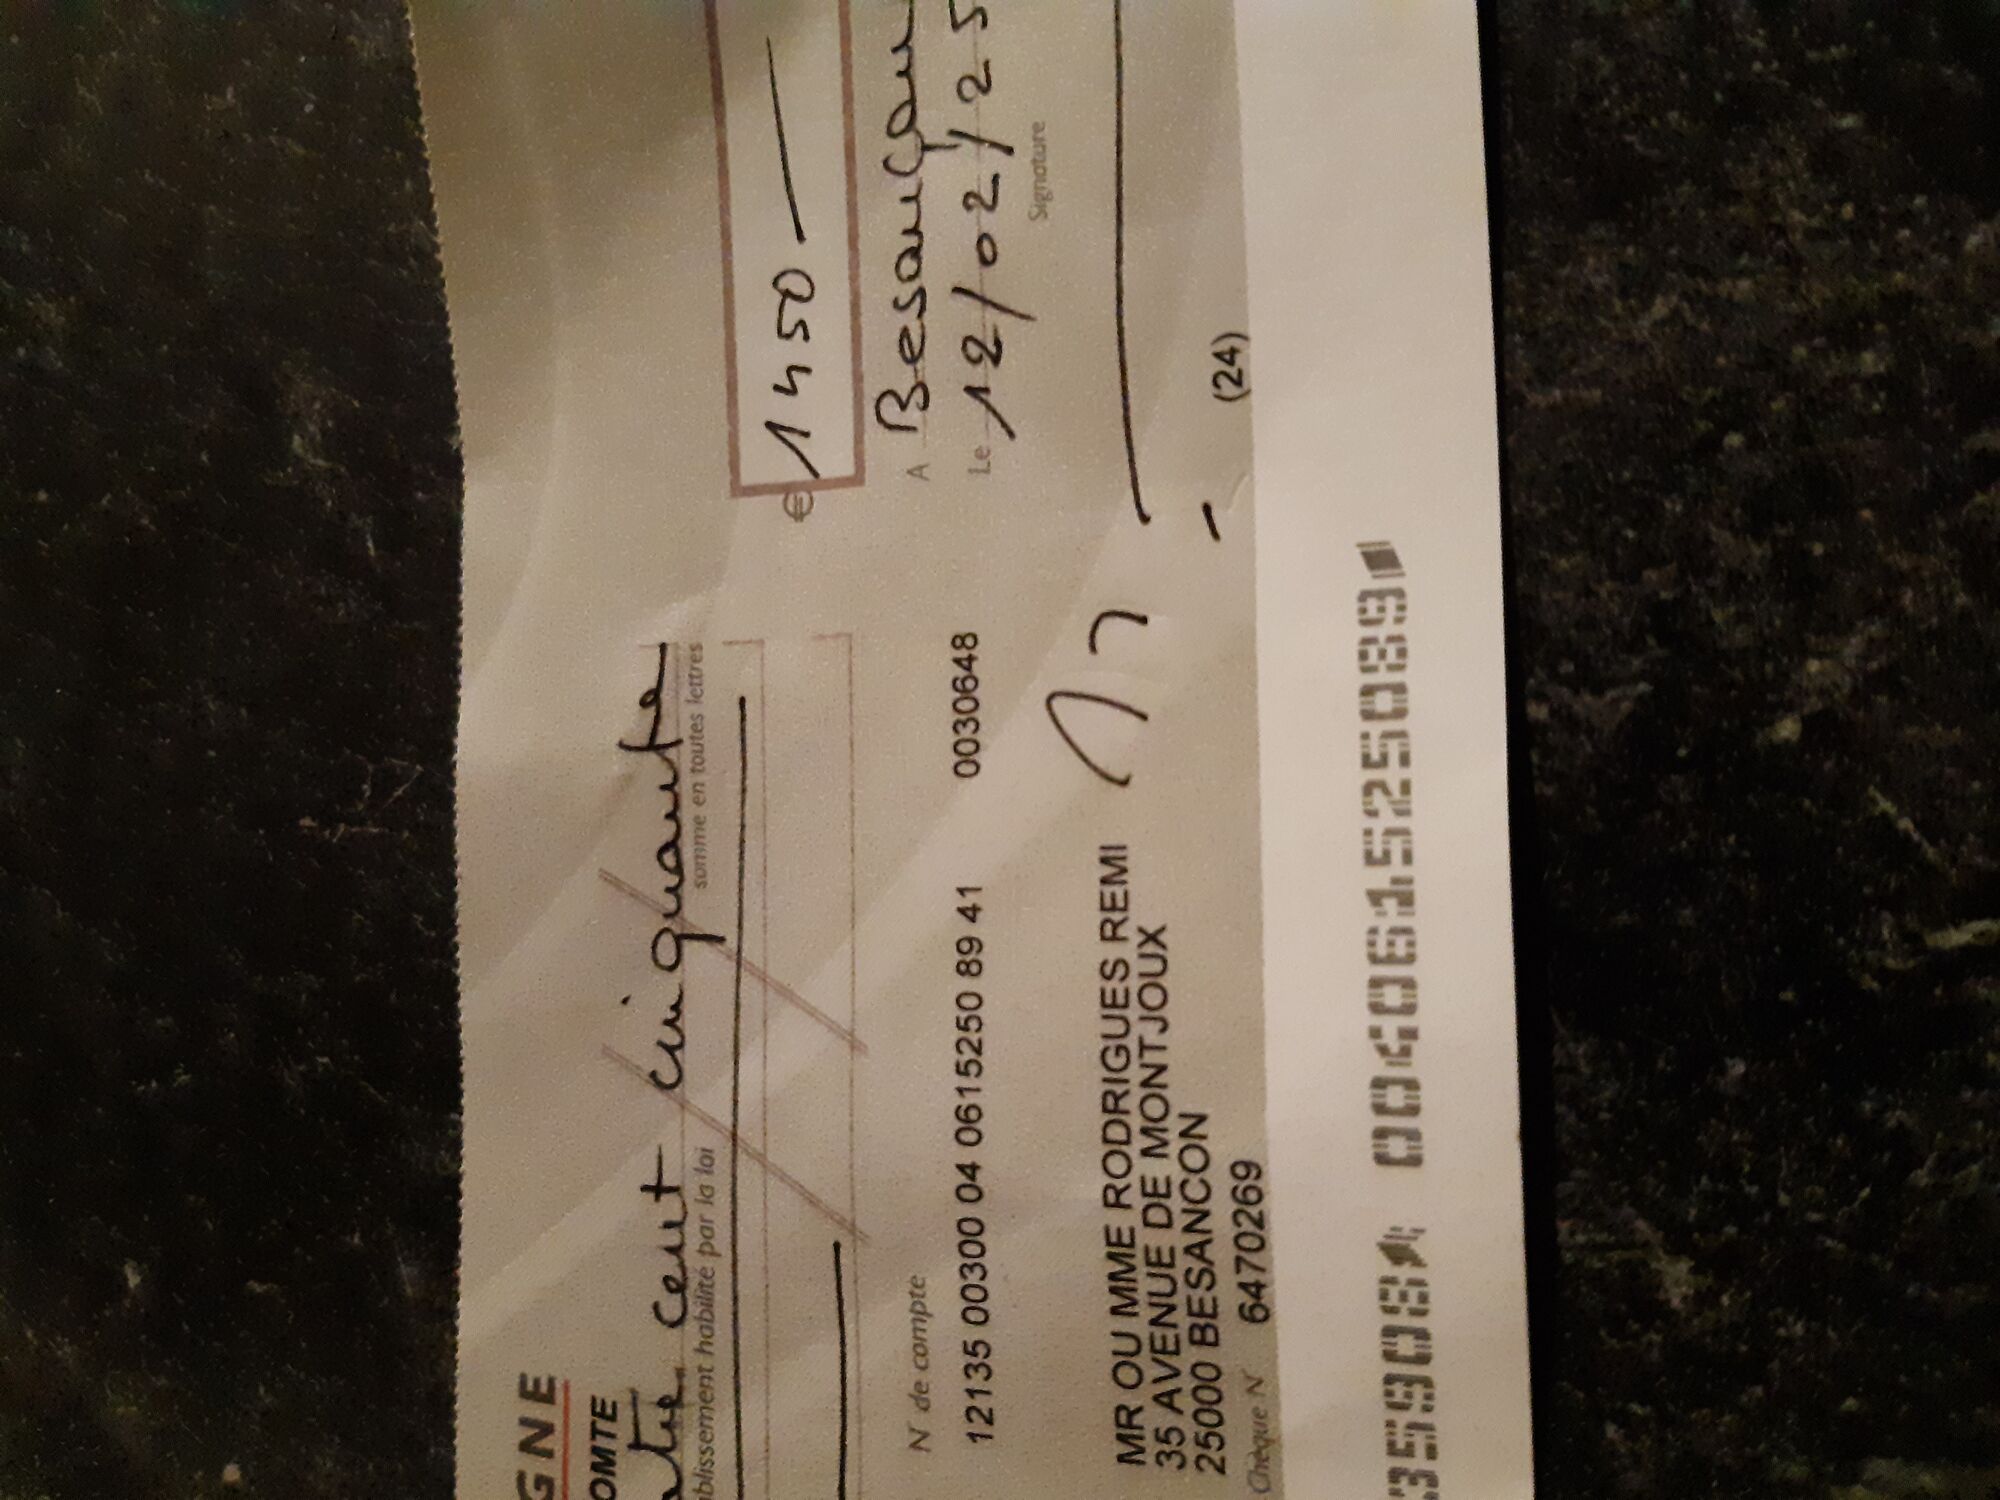 GNE
OMTE
cent cinquante
somme en toutes lettres
blissement habilité par la loi
€ 1450
A Besançon
Le 12/02/25
Signature
N° de compte
12135 00300 04 0615250 89 41 0030648
MR OU MME RODRIGUES REMI
35 AVENUE DE MONTJOUX
25000 BESANCON
Chèque N° 6470269 (24)